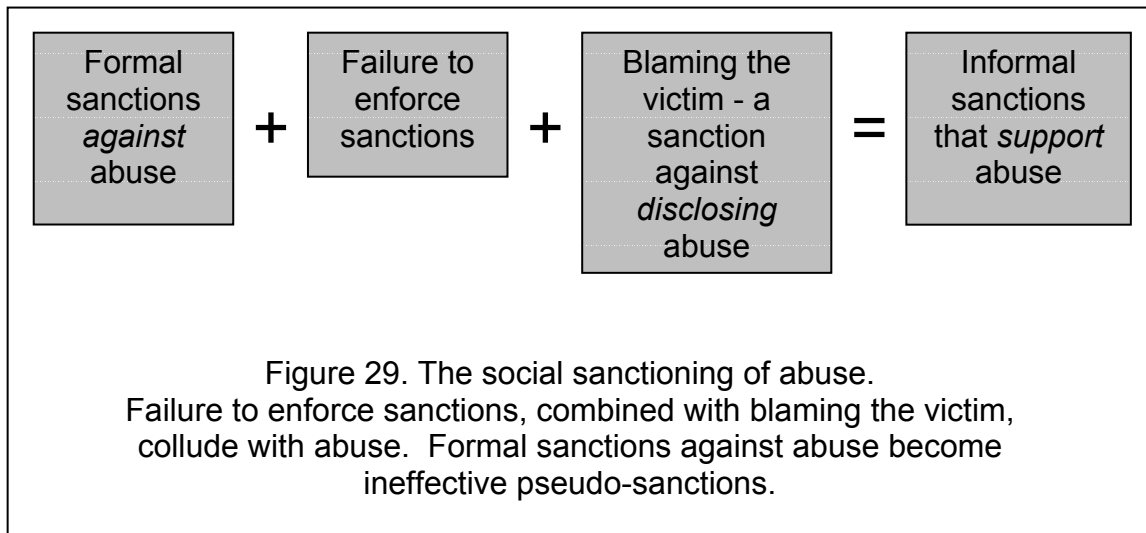 Formal
sanctions
against
abuse
+
Failure to
enforce
sanctions
+
Blaming the
victim - a
sanction
against
disclosing
abuse
=
Informal
sanctions
that support
abuse
Figure 29. The social sanctioning of abuse.
Failure to enforce sanctions, combined with blaming the victim,
collude with abuse.  Formal sanctions against abuse become
ineffective pseudo-sanctions.